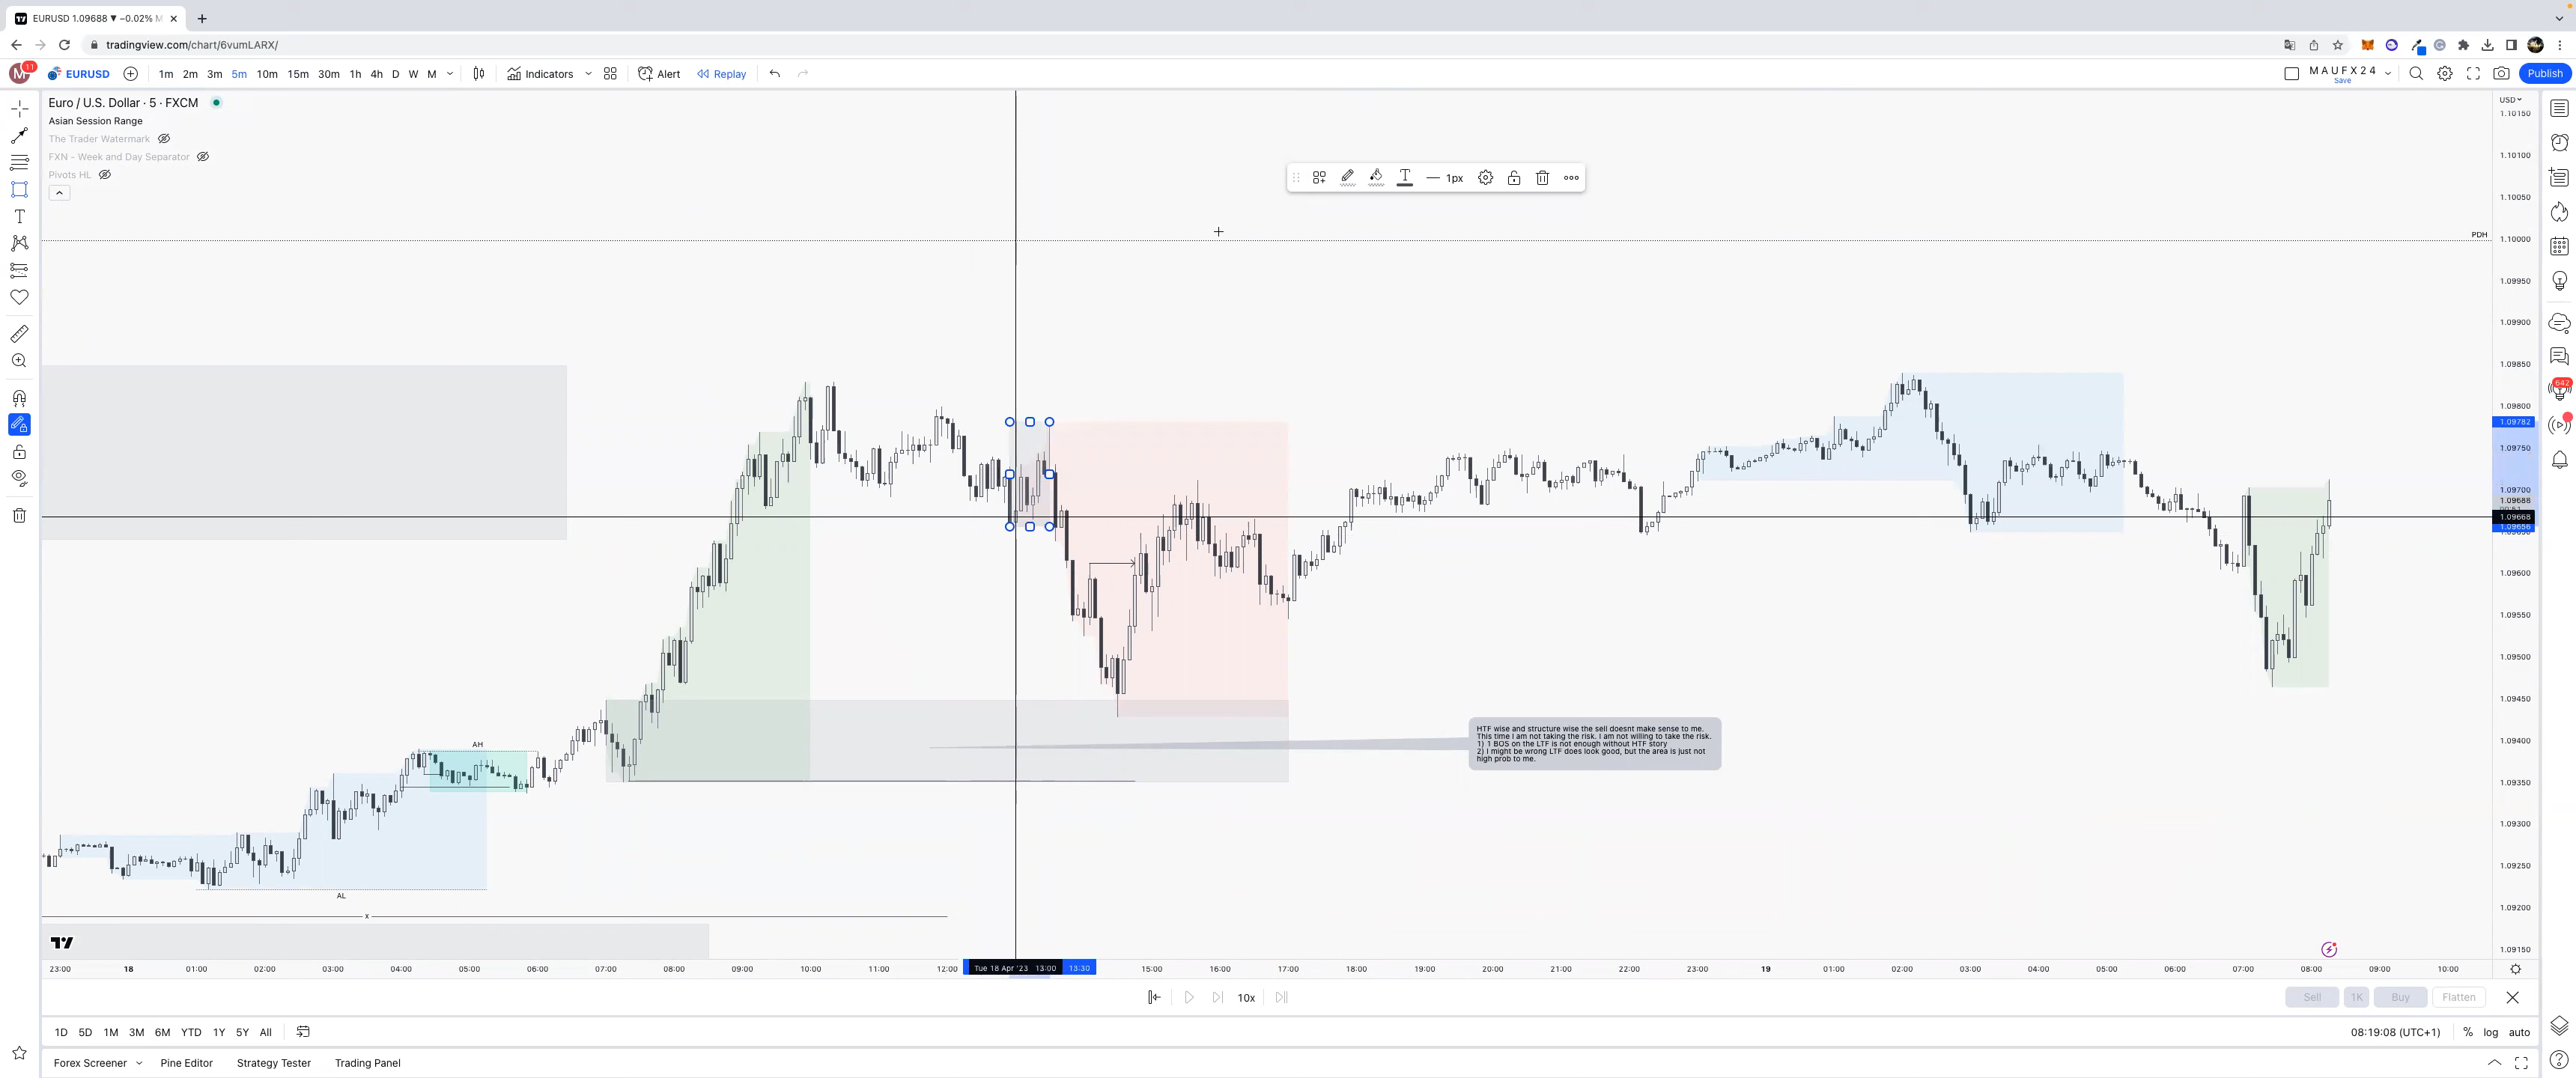 EURUSD 1.09688 ▼ −0.02% M
tradingview.com/chart/6vumLARX/
M 11 EURUSD 1m 2m 3m 5m 10m 15m 30m 1h 4h D W M Indicators Alert Replay
MAUFX24
Save
Publish
Euro / U.S. Dollar · 5 · FXCM
Asian Session Range
The Trader Watermark
FXN - Week and Day Separator
Pivots HL
1px
USD
1.10150
1.10100
1.10050
PDH
1.10000
1.09950
1.09900
1.09850
1.09800
1.09782
1.09750
1.09700
1.09688
1.09668
1.09656
1.09600
1.09550
1.09500
1.09450
1.09400
1.09350
1.09300
1.09250
1.09200
1.09150
642
HTF wise and structure wise the sell doesnt make sense to me.
This time I am not taking the risk. I am not willing to take the risk.
1) 1 BOS on the LTF is not enough without HTF story
2) I might be wrong LTF does look good, but the area is just not
high prob to me.
AH
AL
x
23:00 18 01:00 02:00 03:00 04:00 05:00 06:00 07:00 08:00 09:00 10:00 11:00 12:00 Tue 18 Apr '23 13:00 13:30 15:00 16:00 17:00 18:00 19:00 20:00 21:00 22:00 23:00 19 01:00 02:00 03:00 04:00 05:00 06:00 07:00 08:00 09:00 10:00
10x
Sell 1K Buy Flatten
1D 5D 1M 3M 6M YTD 1Y 5Y All
08:19:08 (UTC+1) % log auto
Forex Screener Pine Editor Strategy Tester Trading Panel